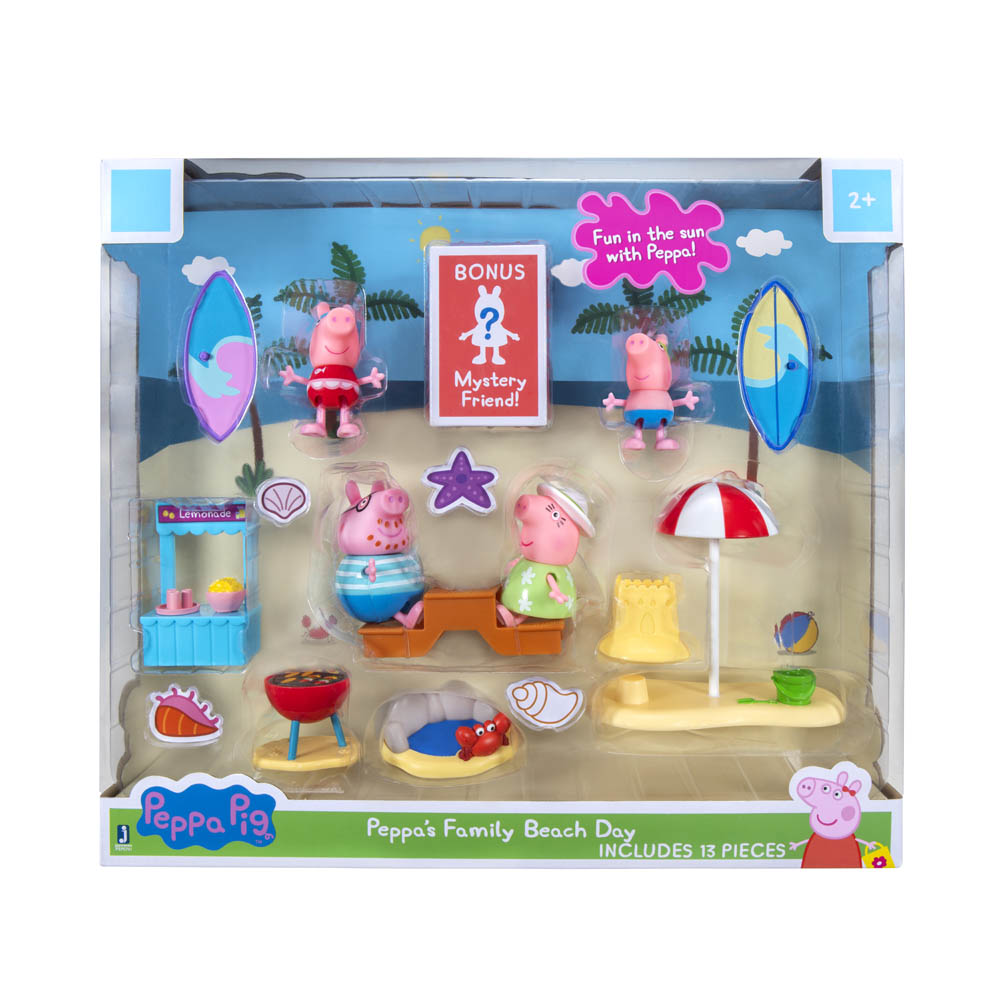 2+
Fun in the sun
with Peppa!
BONUS
?
Mystery
Friend!
Lemonade
Peppa Pig
TM
Peppa's Family Beach Day
INCLUDES 13 PIECES